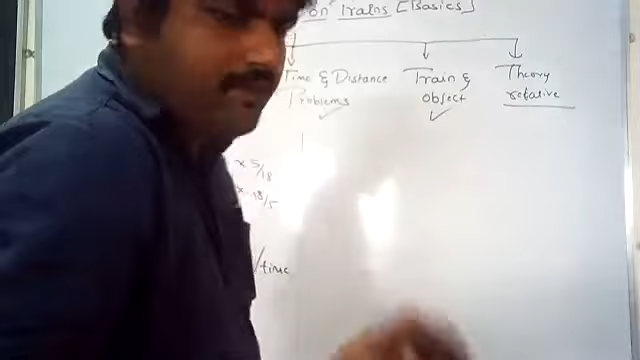 on Trains [Basics]
Time & Distance Problems
Train & object
Theory relative
x 5/18
x 18/5
/time